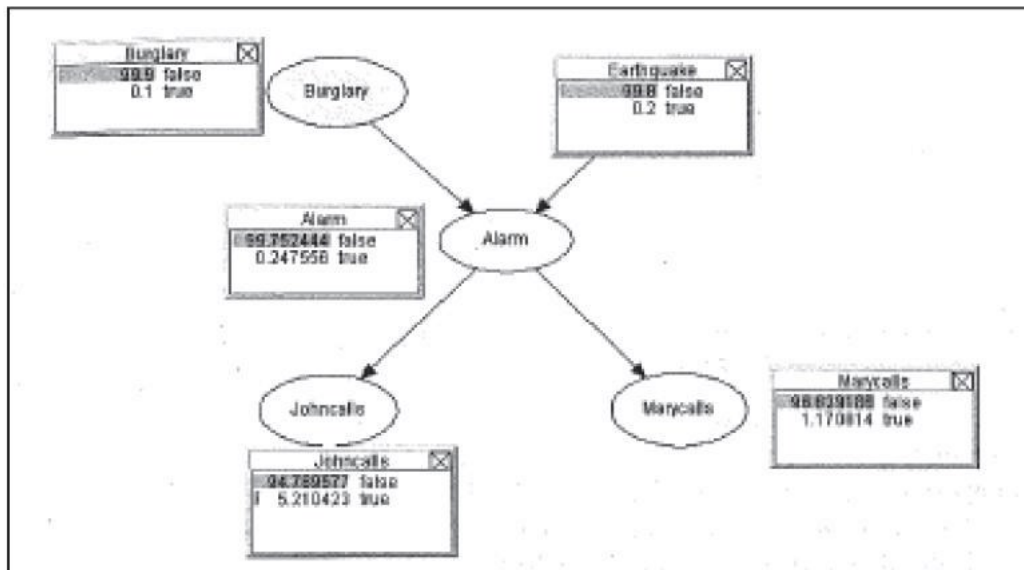 Burglary
99.9 false
0.1 true
Burglary
Earthquake
99.8 false
0.2 true
Alarm
99.752444 false
0.247556 true
Alarm
Johncalls
Marycalls
Marycalls
98.829186 false
1.170814 true
Johncalls
94.789577 false
5.210423 true